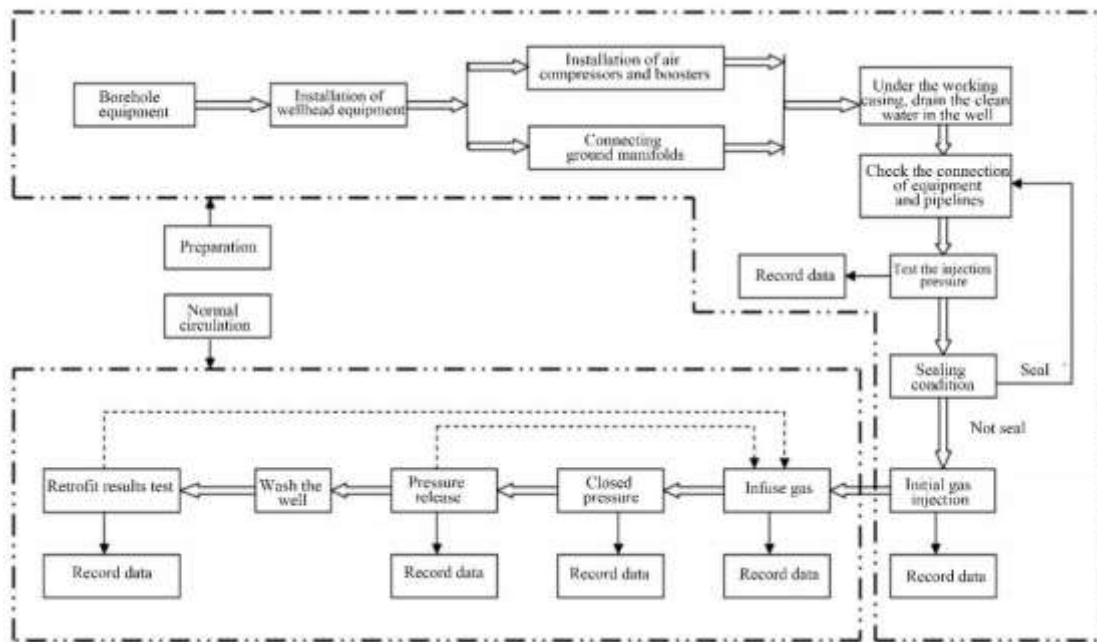 Borehole
equipment
Installation of
wellhead equipment
Installation of air
compressors and boosters
Connecting
ground manifolds
Under the working
casing, drain the clean
water in the well
Check the connection
of equipment
and pipelines
Preparation
Record data
Test the injection
pressure
Normal
circulation
Sealing
condition
Seal
Not seal
Retrofit results test
Wash the
well
Pressure
release
Closed
pressure
Infuse gas
Initial gas
injection
Record data
Record data
Record data
Record data
Record data